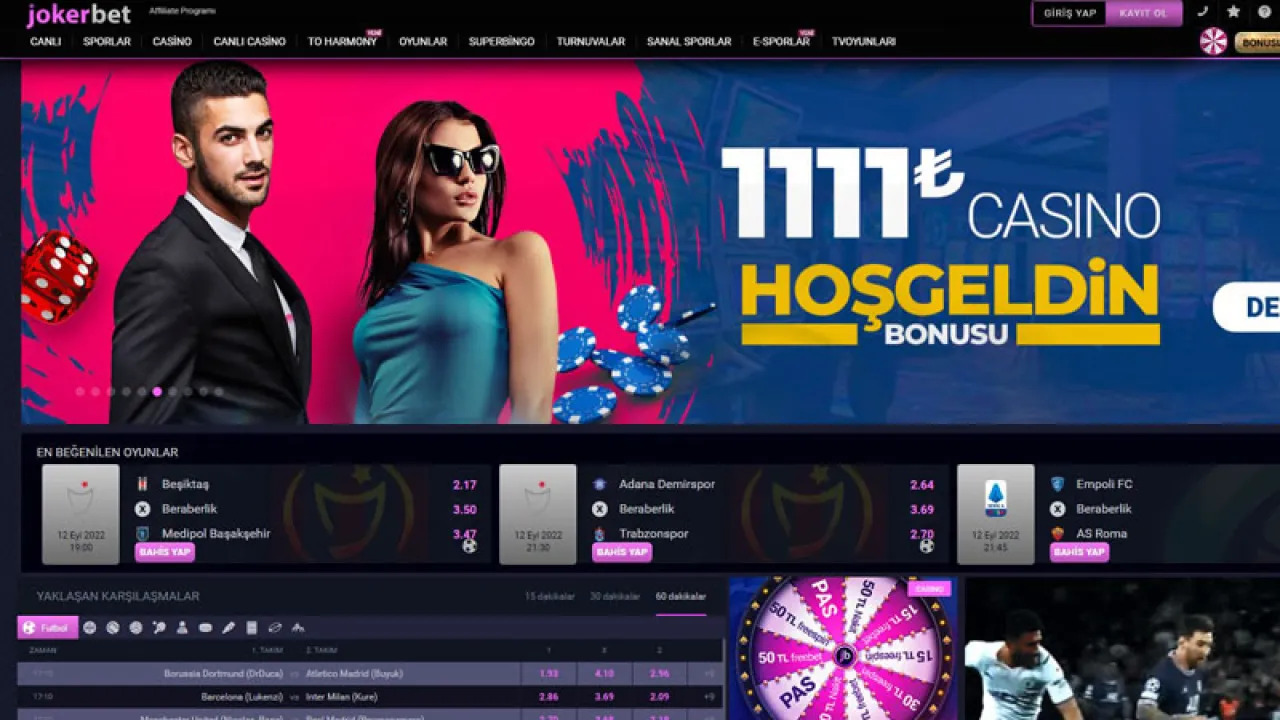 jokerbet
Affiliate Programı
GİRİŞ YAP
KAYIT OL
CANLI
SPORLAR
CASİNO
CANLI CASİNO
TO HARMONY
YENİ
OYUNLAR
SUPERBİNGO
TURNUVALAR
SANAL SPORLAR
E-SPORLAR
YENİ
TVOYUNLARI
BONUS
1111₺ CASINO
HOŞGELDİN
BONUSU
DE
EN BEĞENİLEN OYUNLAR
12 Eyl 2022
19:00
Beşiktaş 2.17
Beraberlik 3.50
Medipol Başakşehir 3.47
BAHİS YAP
12 Eyl 2022
21:30
Adana Demirspor 2.64
Beraberlik 3.69
Trabzonspor 2.70
BAHİS YAP
12 Eyl 2022
21:45
Empoli FC
Beraberlik
AS Roma
BAHİS YAP
YAKLAŞAN KARŞILAŞMALAR
15 dakikalar
30 dakikalar
60 dakikalar
Futbol
ZAMAN 1. TAKIM 2. TAKIM 1 X 2
Borussia Dortmund (DrDuca) vs Atletico Madrid (Buyuk) 1.93 4.10 2.96 +9
17:10 Barcelona (Lukenzi) vs Inter Milan (Kure) 2.86 3.69 2.09 +9
CASINO
PAS
50 TL Nakit
15 TL freebet
50 TL freespin
50 TL freebet
15 TL freespin
PAS
30 TL freebet
jb